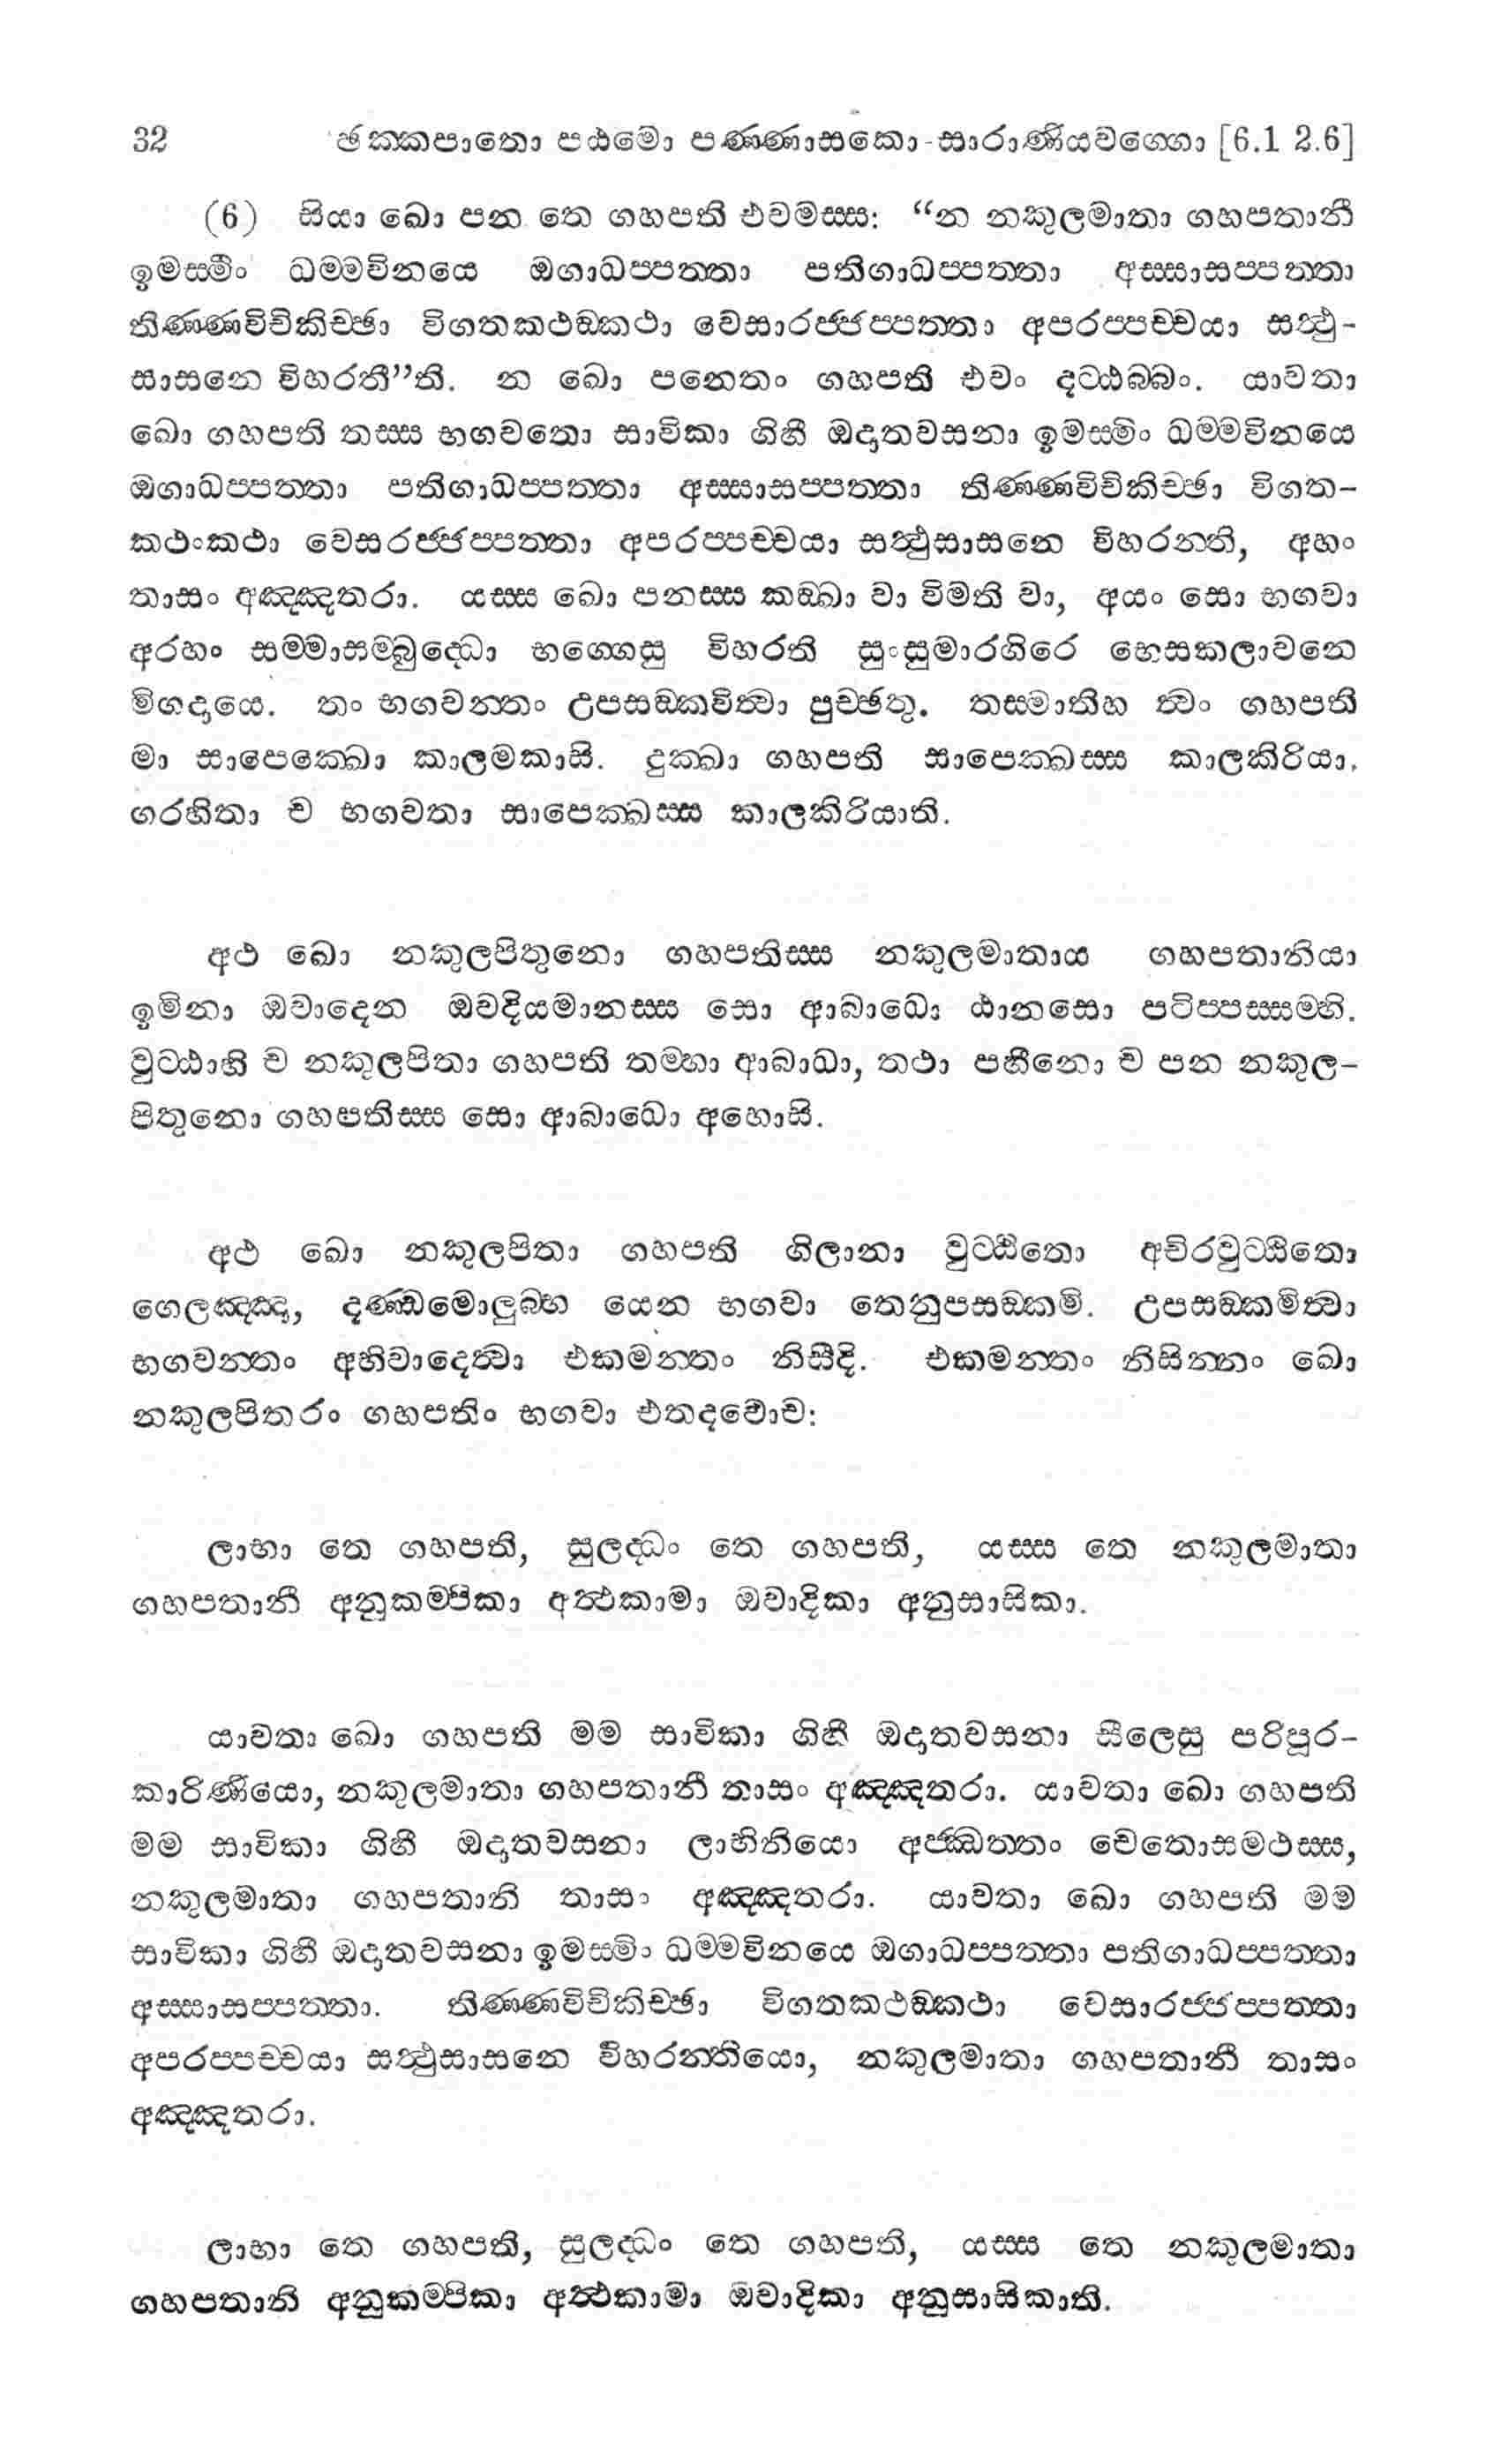 32 ඡක්කපාතො පඨමො පණ්ණාසකො - සාරාණීයවග්ගො [6.1 2.6]
(6) සියා ඛො පන තෙ ගහපති එවමස්ස: “න නකුලමාතා ගහපතානී
ඉමස්මිං ධම්මවිනයෙ ඔගාධප්පත්තා පතිගාධප්පත්තා අස්සාසප්පත්තා
තිණ්ණවිචිකිච්ඡා විගතකථඞ්කථා වෙසාරජ්ජප්පත්තා අපරප්පච්චයා සත්ථු-
සාසනෙ විහරතී”ති. න ඛො පනෙතං ගහපති එවං දට්ඨබ්බං. යාවතා
ඛො ගහපති තස්ස භගවතො සාවිකා ගිහී ඔදාතවසනා ඉමස්මිං ධම්මවිනයෙ
ඔගාධප්පත්තා පතිගාධප්පත්තා අස්සාසප්පත්තා තිණ්ණවිචිකිච්ඡා විගත-
කථංකථා වෙසරජ්ජප්පත්තා අපරප්පච්චයා සත්ථුසාසනෙ විහරන්ති, අහං
තාසං අඤ්ඤතරා. යස්ස ඛො පනස්ස කඞ්ඛා වා විමති වා, අයං සො භගවා
අරහං සම්මාසම්බුද්ධො භග්ගෙසු විහරති සුංසුමාරගිරෙ භෙසකලාවනෙ
මිගදායෙ. තං භගවන්තං උපසඞ්කමිත්වා පුච්ඡතු. තස්මාතිහ ත්වං ගහපති
මා සාපෙක්ඛො කාලමකාසි. දුක්ඛා ගහපති සාපෙක්ඛස්ස කාලකිරියා,
ගරහිතා ච භගවතා සාපෙක්ඛස්ස කාලකිරියාති.
අථ ඛො නකුලපිතුනො ගහපතිස්ස නකුලමාතාය ගහපතානියා
ඉමිනා ඔවාදෙන ඔවදියමානස්ස සො ආබාධො ඨානසො පටිප්පස්සම්භි.
වුට්ඨාහි ච නකුලපිතා ගහපති තම්හා ආබාධා, තථා පහීනො ච පන නකුල-
පිතුනො ගහපතිස්ස සො ආබාධො අහොසි.
අථ ඛො නකුලපිතා ගහපති ගිලානා වුට්ඨිතො අචිරවුට්ඨිතො
ගෙලඤ්ඤා, දණ්ඩමොලුබ්භ යෙන භගවා තෙනුපසඞ්කමි. උපසඞ්කමිත්වා
භගවන්තං අභිවාදෙත්වා එකමන්තං නිසීදි. එකමන්තං නිසින්නං ඛො
නකුලපිතරං ගහපතිං භගවා එතදවොච:
ලාභා තෙ ගහපති, සුලද්ධං තෙ ගහපති, යස්ස තෙ නකුලමාතා
ගහපතානී අනුකම්පිකා අත්ථකාමා ඔවාදිකා අනුසාසිකා.
යාවතා ඛො ගහපති මම සාවිකා ගිහී ඔදාතවසනා සීලෙසු පරිපූර-
කාරිණියො, නකුලමාතා ගහපතානී තාසං අඤ්ඤතරා. යාවතා ඛො ගහපති
මම සාවිකා ගිහී ඔදාතවසනා ලාභිනියො අජ්ඣත්තං චෙතොසමථස්ස,
නකුලමාතා ගහපතානි තාසං අඤ්ඤතරා. යාවතා ඛො ගහපති මම
සාවිකා ගිහී ඔදාතවසනා ඉමස්මිං ධම්මවිනයෙ ඔගාධප්පත්තා පතිගාධප්පත්තා
අස්සාසප්පත්තා. තිණ්ණවිචිකිච්ඡා විගතකථඞ්කථා වෙසාරජ්ජප්පත්තා
අපරප්පච්චයා සත්ථුසාසනෙ විහරන්තියො, නකුලමාතා ගහපතානී තාසං
අඤ්ඤතරා.
ලාභා තෙ ගහපති, සුලද්ධං තෙ ගහපති, යස්ස තෙ නකුලමාතා
ගහපතානි අනුකම්පිකා අත්ථකාමා ඔවාදිකා අනුසාසිකාති.